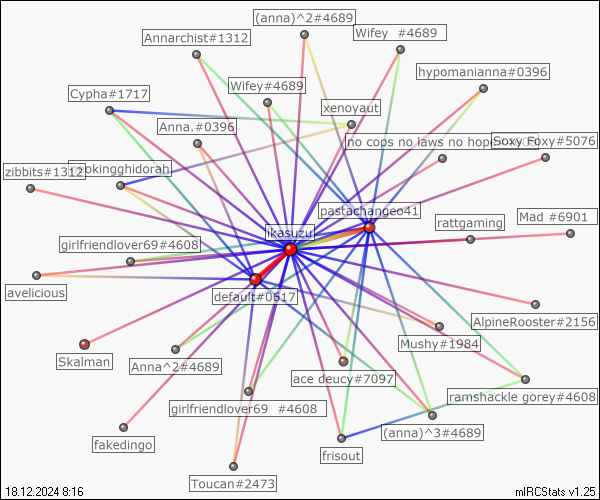 (anna)^2#4689
Wifey #4689
Annarchist#1312
hypomanianna#0396
Cypha#1717
Wifey#4689
xenoyaut
Anna.#0396
no cops no laws no hope
Soxy Foxy#5076
zibbits#1312
okingghidorah
pastachangeo41
Mad #6901
rattgaming
ikasuzu
girlfriendlover69#4608
avelicious
default#0617
AlpineRooster#2156
Mushy#1984
Skalman
Anna^2#4689
ace deucy#7097
ramshackle gorey#4608
girlfriendlover69 #4608
(anna)^3#4689
fakedingo
frisout
Toucan#2473
18.12.2024 8:16
mIRCStats v1.25